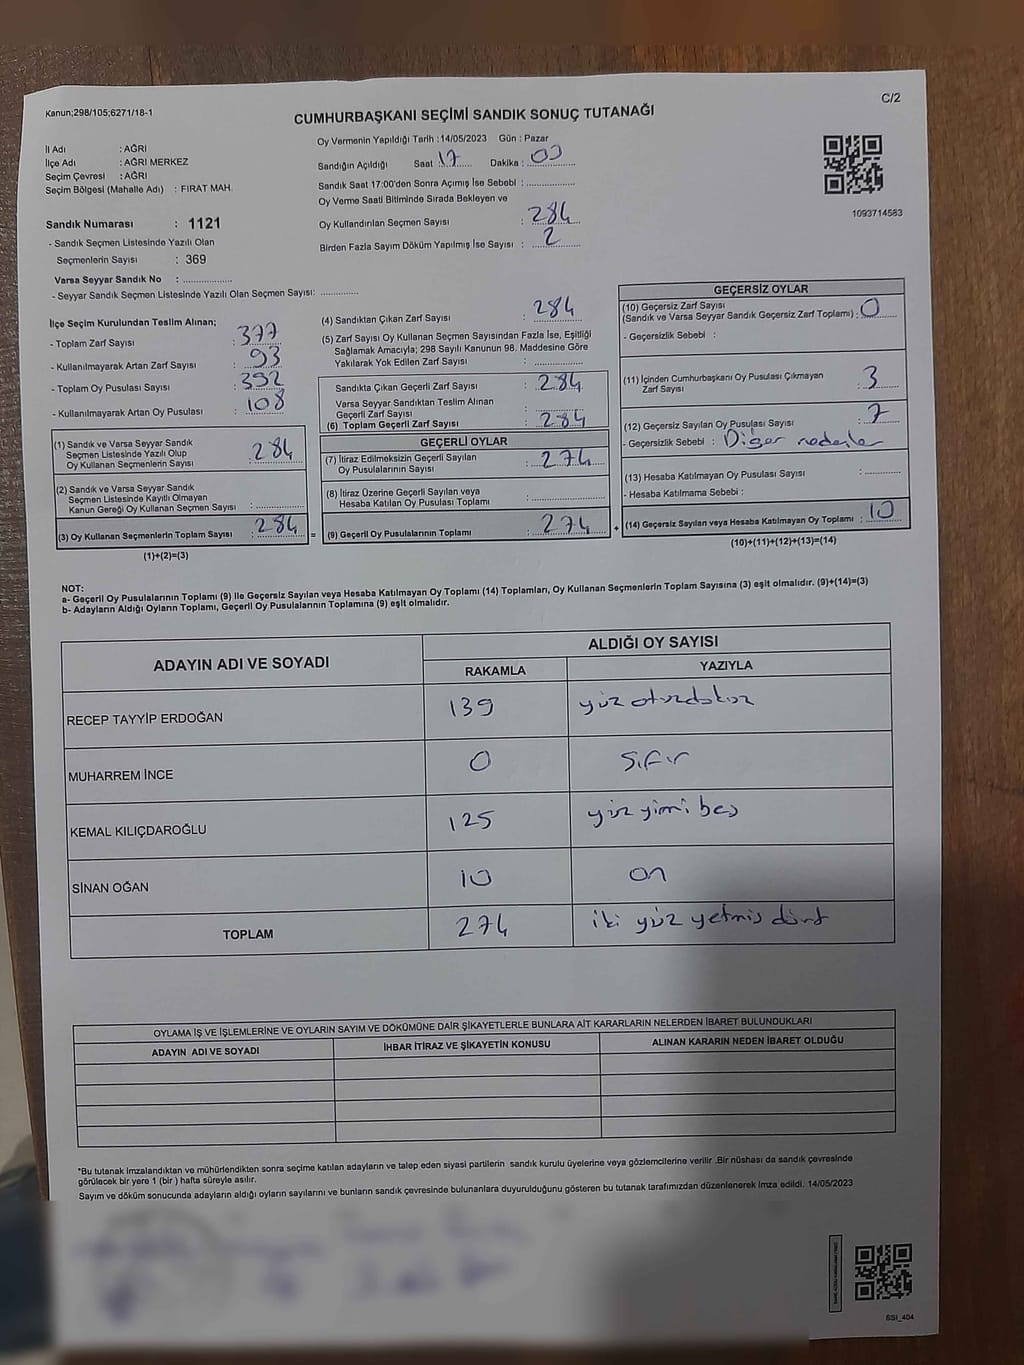 Kanun;298/105;6271/18-1
C/2
CUMHURBAŞKANI SEÇİMİ SANDIK SONUÇ TUTANAĞI
İl Adı : AĞRI
İlçe Adı : AĞRI MERKEZ
Seçim Çevresi : AĞRI
Seçim Bölgesi (Mahalle Adı) : FIRAT MAH.
Sandık Numarası : 1121
- Sandık Seçmen Listesinde Yazılı Olan
Seçmenlerin Sayısı : 369
Varsa Seyyar Sandık No : ..............
- Seyyar Sandık Seçmen Listesinde Yazılı Olan Seçmen Sayısı: ............
Oy Vermenin Yapıldığı Tarih :14/05/2023 Gün : Pazar
Sandığın Açıldığı Saat 17 Dakika : 00
Sandık Saat 17:00'den Sonra Açımış İse Sebebi : ..............
Oy Verme Saati Bitiminde Sırada Bekleyen ve
Oy Kullandırılan Seçmen Sayısı : 284
Birden Fazla Sayım Döküm Yapılmış İse Sayısı : 2
1093714583
İlçe Seçim Kurulundan Teslim Alınan;
- Toplam Zarf Sayısı : 377
- Kullanılmayarak Artan Zarf Sayısı : 93
- Toplam Oy Pusulası Sayısı : 392
- Kullanılmayarak Artan Oy Pusulası : 108
(1) Sandık ve Varsa Seyyar Sandık
Seçmen Listesinde Yazılı Olup
Oy Kullanan Seçmenlerin Sayısı : 284
(2) Sandık ve Varsa Seyyar Sandık
Seçmen Listesinde Kayıtlı Olmayan
Kanun Gereği Oy Kullanan Seçmen Sayısı : ............
(3) Oy Kullanan Seçmenlerin Toplam Sayısı : 284
(1)+(2)=(3)
(4) Sandıktan Çıkan Zarf Sayısı : 284
(5) Zarf Sayısı Oy Kullanan Seçmen Sayısından Fazla İse, Eşitliği
Sağlamak Amacıyla; 298 Sayılı Kanunun 98. Maddesine Göre
Yakılarak Yok Edilen Zarf Sayısı : ............
Sandıkta Çıkan Geçerli Zarf Sayısı : 284
Varsa Seyyar Sandıktan Teslim Alınan
Geçerli Zarf Sayısı : ............
(6) Toplam Geçerli Zarf Sayısı : 284
GEÇERLİ OYLAR
(7) İtiraz Edilmeksizin Geçerli Sayılan
Oy Pusulalarının Sayısı : 274
(8) İtiraz Üzerine Geçerli Sayılan veya
Hesaba Katılan Oy Pusulası Toplamı : ............
= (9) Geçerli Oy Pusulalarının Toplamı : 274
GEÇERSİZ OYLAR
(10) Geçersiz Zarf Sayısı
(Sandık ve Varsa Seyyar Sandık Geçersiz Zarf Toplamı) : 0
- Geçersizlik Sebebi :
(11) İçinden Cumhurbaşkanı Oy Pusulası Çıkmayan
Zarf Sayısı : 3
(12) Geçersiz Sayılan Oy Pusulası Sayısı : 7
- Geçersizlik Sebebi : Diğer nedenler
(13) Hesaba Katılmayan Oy Pusulası Sayısı : ............
- Hesaba Katılmama Sebebi :
+ (14) Geçersiz Sayılan veya Hesaba Katılmayan Oy Toplamı : 10
(10)+(11)+(12)+(13)=(14)
NOT:
a- Geçerli Oy Pusulalarının Toplamı (9) ile Geçersiz Sayılan veya Hesaba Katılmayan Oy Toplamı (14) Toplamları, Oy Kullanan Seçmenlerin Toplam Sayısına (3) eşit olmalıdır. (9)+(14)=(3)
b- Adayların Aldığı Oyların Toplamı, Geçerli Oy Pusulalarının Toplamına (9) eşit olmalıdır.
ADAYIN ADI VE SOYADI ALDIĞI OY SAYISI
RAKAMLA YAZIYLA
RECEP TAYYİP ERDOĞAN 139 yüz otuzdokuz
MUHARREM İNCE 0 Sıfır
KEMAL KILIÇDAROĞLU 125 yüz yimi beş
SİNAN OĞAN 10 on
TOPLAM 274 iki yüz yetmiş dört
OYLAMA İŞ VE İŞLEMLERİNE VE OYLARIN SAYIM VE DÖKÜMÜNE DAİR ŞİKAYETLERLE BUNLARA AİT KARARLARIN NELERDEN İBARET BULUNDUKLARI
ADAYIN ADI VE SOYADI İHBAR İTİRAZ VE ŞİKAYETİN KONUSU ALINAN KARARIN NEDEN İBARET OLDUĞU
*Bu tutanak imzalandıktan ve mühürlendikten sonra seçime katılan adayların ve talep eden siyasi partilerin sandık kurulu üyelerine veya gözlemcilerine verilir .Bir nüshası da sandık çevresinde
görülecek bir yere 1 (bir ) hafta süreyle asılır.
Sayım ve döküm sonucunda adayların aldığı oyların sayılarını ve bunların sandık çevresinde bulunanlara duyurulduğunu gösteren bu tutanak tarafımızdan düzenlenerek imza edildi. 14/05/2023
SSI_404